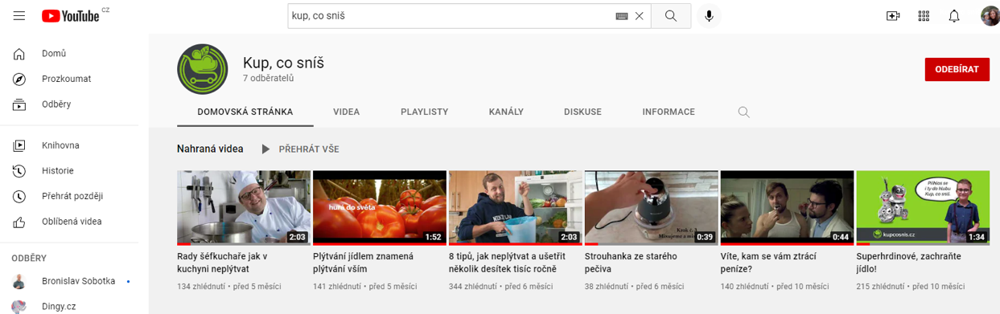 YouTube CZ
kup, co sníš
Domů
Prozkoumat
Odběry
Knihovna
Historie
Přehrát později
Oblíbená videa
ODBĚRY
Bronislav Sobotka
Dingy.cz
Kup, co sníš
7 odběratelů
ODEBÍRAT
DOMOVSKÁ STRÁNKA
VIDEA
PLAYLISTY
KANÁLY
DISKUSE
INFORMACE
Nahraná videa
PŘEHRÁT VŠE
2:03
Rady šéfkuchaře jak v
kuchyni neplýtvat
134 zhlédnutí • před 5 měsíci
hurií do světa
1:52
Plýtvání jídlem znamená
plýtvání vším
141 zhlédnutí • před 5 měsíci
2:03
8 tipů, jak neplýtvat a ušetřit
několik desítek tisíc ročně
344 zhlédnutí • před 6 měsíci
Krok č. 3
0:39
Strouhanka ze starého
pečiva
38 zhlédnutí • před 6 měsíci
0:44
Víte, kam se vám ztrácí
peníze?
140 zhlédnutí • před 10 měsíci
se i ty do klubu
Kup, co sníš.
kupcosnis.cz
1:34
Superhrdinové, zachraňte
jídlo!
215 zhlédnutí • před 10 měsíci